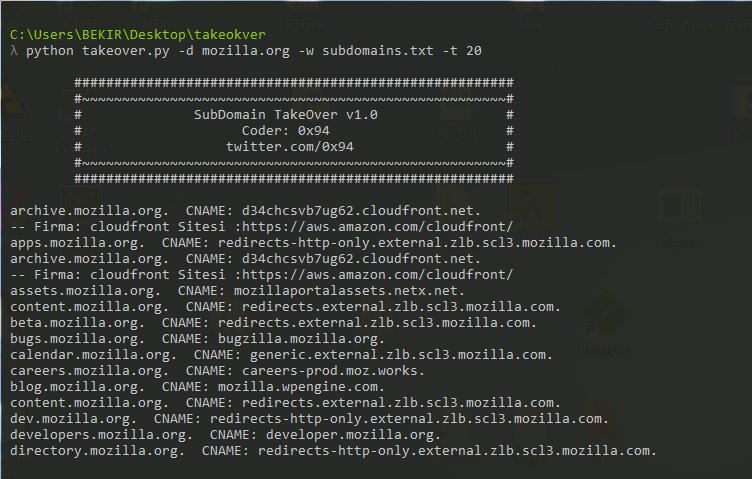 C:\Users\BEKIR\Desktop\takeokver
λ python takeover.py -d mozilla.org -w subdomains.txt -t 20
#######################################################
#~~~~~~~~~~~~~~~~~~~~~~~~~~~~~~~~~~~~~~~~~~~~~~~~~~~~~#
# SubDomain TakeOver v1.0 #
# Coder: 0x94 #
# twitter.com/0x94 #
#~~~~~~~~~~~~~~~~~~~~~~~~~~~~~~~~~~~~~~~~~~~~~~~~~~~~~#
#######################################################
archive.mozilla.org. CNAME: d34chcsvb7ug62.cloudfront.net.
-- Firma: cloudfront Sitesi :https://aws.amazon.com/cloudfront/
apps.mozilla.org. CNAME: redirects-http-only.external.zlb.scl3.mozilla.com.
archive.mozilla.org. CNAME: d34chcsvb7ug62.cloudfront.net.
-- Firma: cloudfront Sitesi :https://aws.amazon.com/cloudfront/
assets.mozilla.org. CNAME: mozillaportalassets.netx.net.
content.mozilla.org. CNAME: redirects.external.zlb.scl3.mozilla.com.
beta.mozilla.org. CNAME: redirects.external.zlb.scl3.mozilla.com.
bugs.mozilla.org. CNAME: bugzilla.mozilla.org.
calendar.mozilla.org. CNAME: generic.external.zlb.scl3.mozilla.com.
careers.mozilla.org. CNAME: careers-prod.moz.works.
blog.mozilla.org. CNAME: mozilla.wpengine.com.
content.mozilla.org. CNAME: redirects.external.zlb.scl3.mozilla.com.
dev.mozilla.org. CNAME: redirects-http-only.external.zlb.scl3.mozilla.com.
developers.mozilla.org. CNAME: developer.mozilla.org.
directory.mozilla.org. CNAME: redirects-http-only.external.zlb.scl3.mozilla.com.